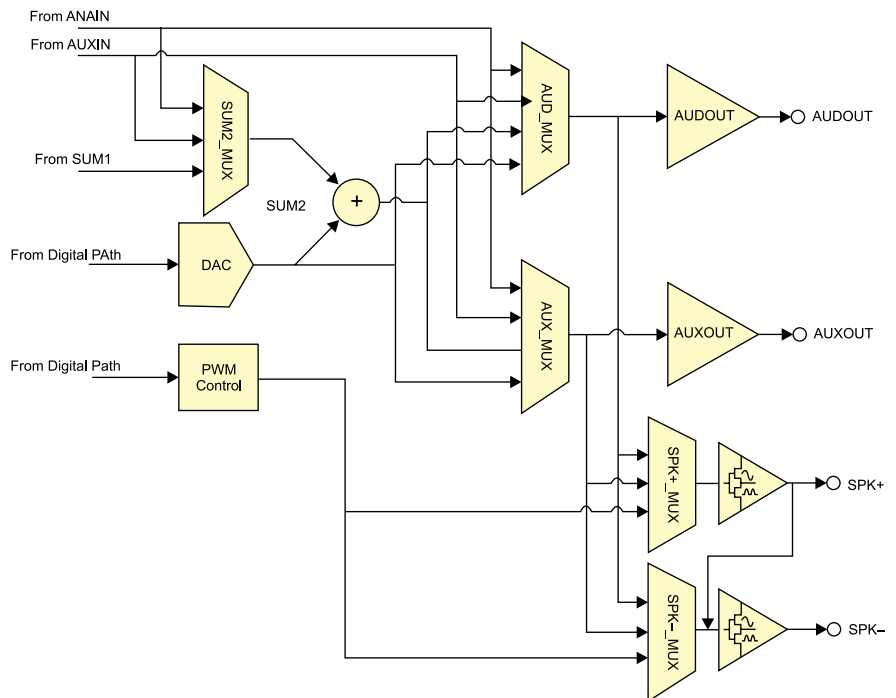 From ANAIN
From AUXIN
SUM2_MUX
AUD_MUX
AUDOUT
AUDOUT
From SUM1
SUM2
+
From Digital PAth
DAC
AUX_MUX
AUXOUT
AUXOUT
From Digital Path
PWM
Control
SPK+_MUX
SPK+
SPK–_MUX
SPK–